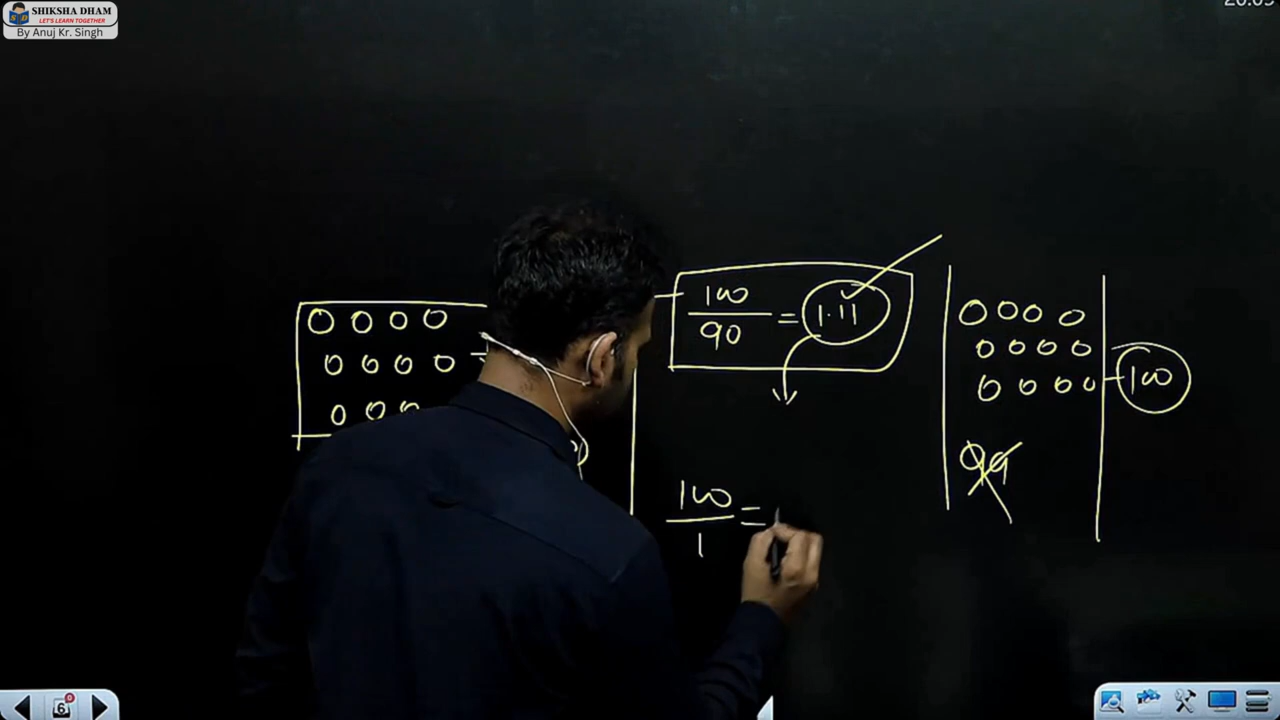 SHIKSHA DHAM
LET'S LEARN TOGETHER
By Anuj Kr. Singh
0 0 0 0
0 0 0 0
0 0 0
100
90
= 1.11
100
1
=
0 0 0 0
0 0 0 0
0 0 0 0
100
99
6